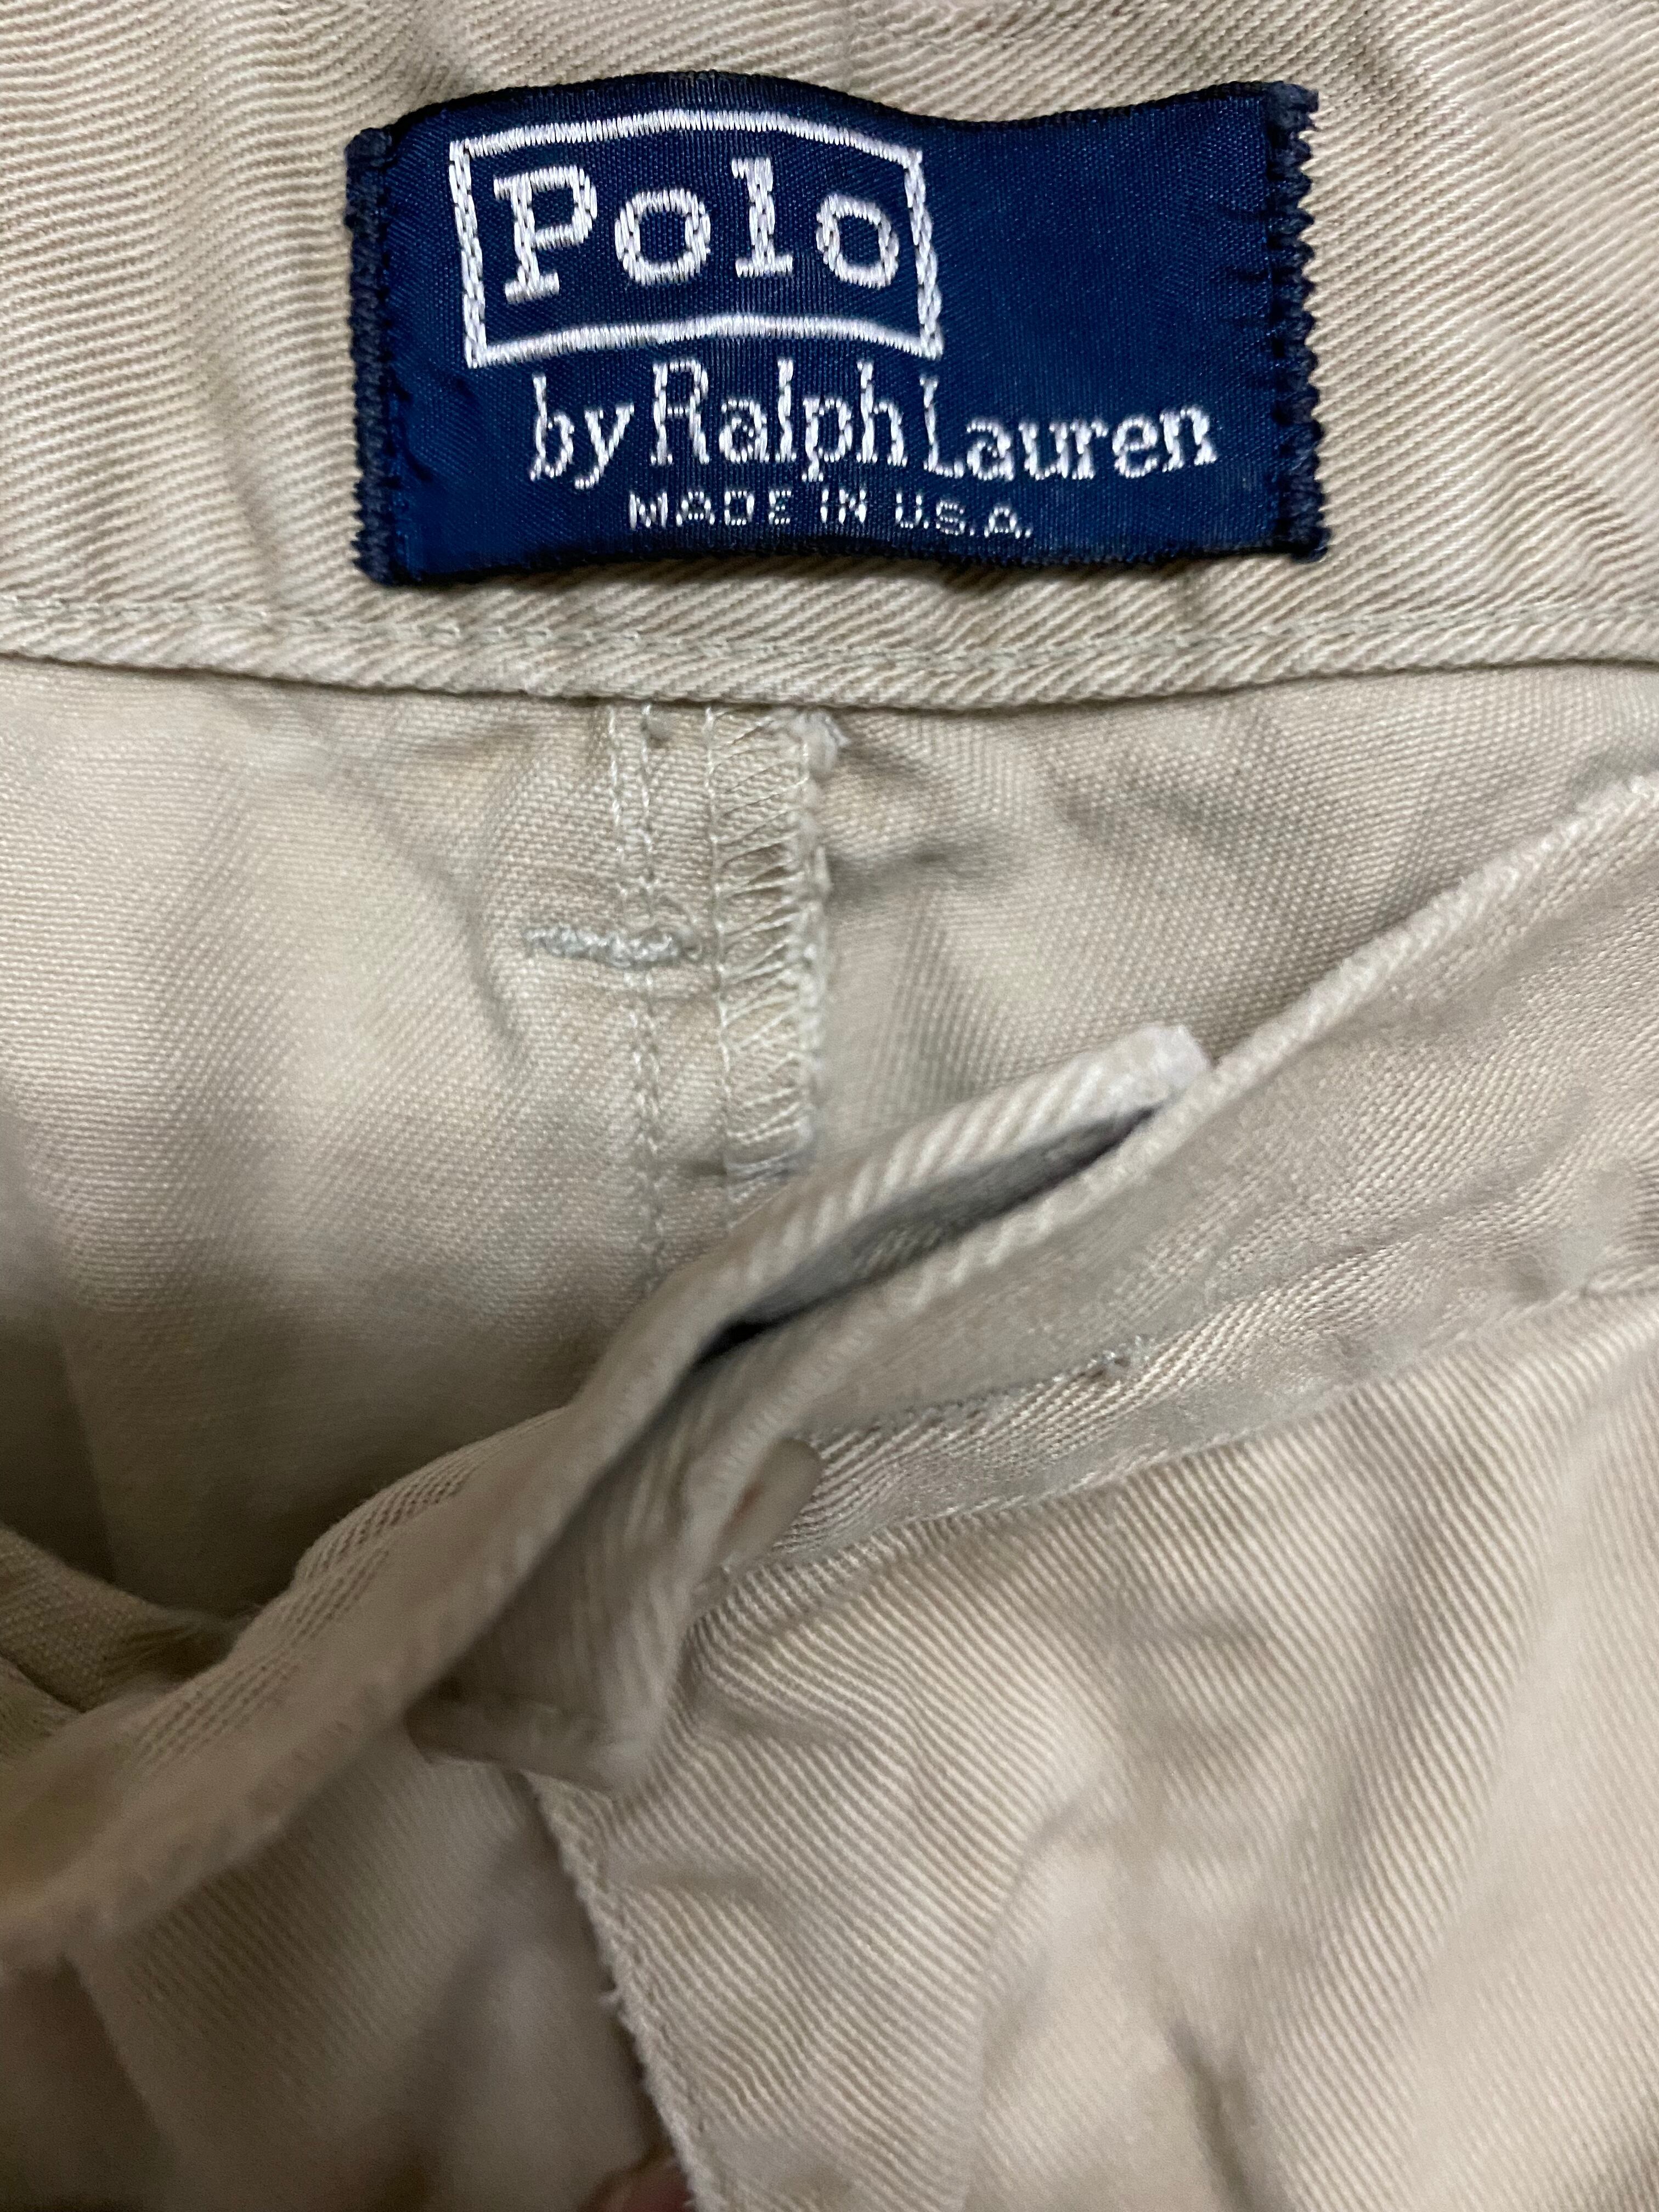 Polo
by Ralph Lauren
MADE IN U.S.A.